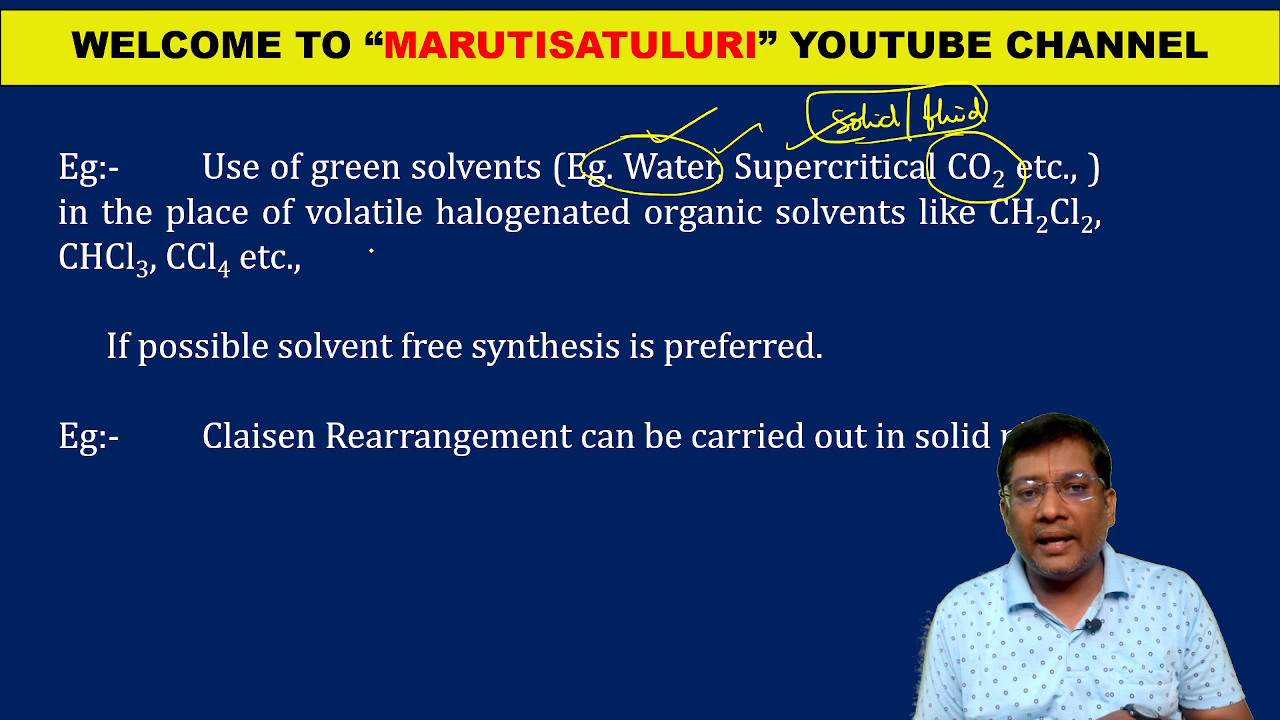 WELCOME TO “MARUTISATULURI” YOUTUBE CHANNEL
solid | fluid
Eg:- Use of green solvents (Eg. Water, Supercritical CO₂ etc., )
in the place of volatile halogenated organic solvents like CH₂Cl₂,
CHCl₃, CCl₄ etc.,
If possible solvent free synthesis is preferred.
Eg:- Claisen Rearrangement can be carried out in solid